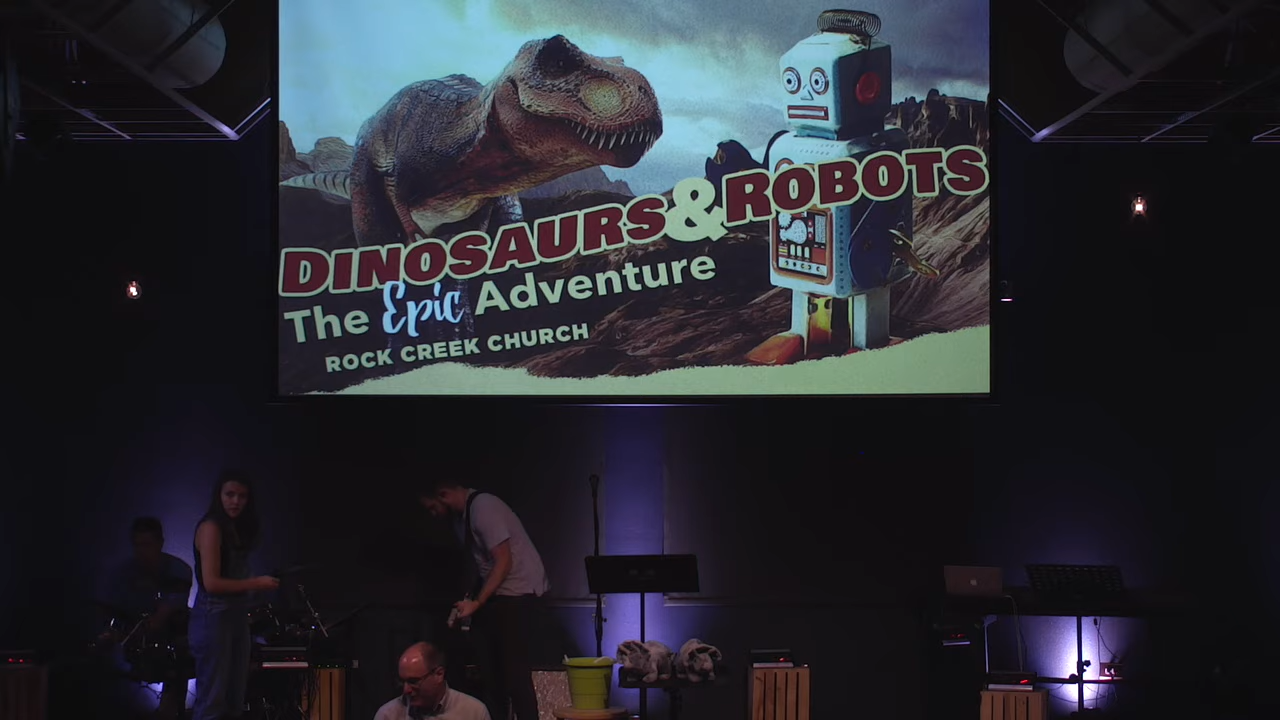 DINOSAURS & ROBOTS
The Epic Adventure
ROCK CREEK CHURCH